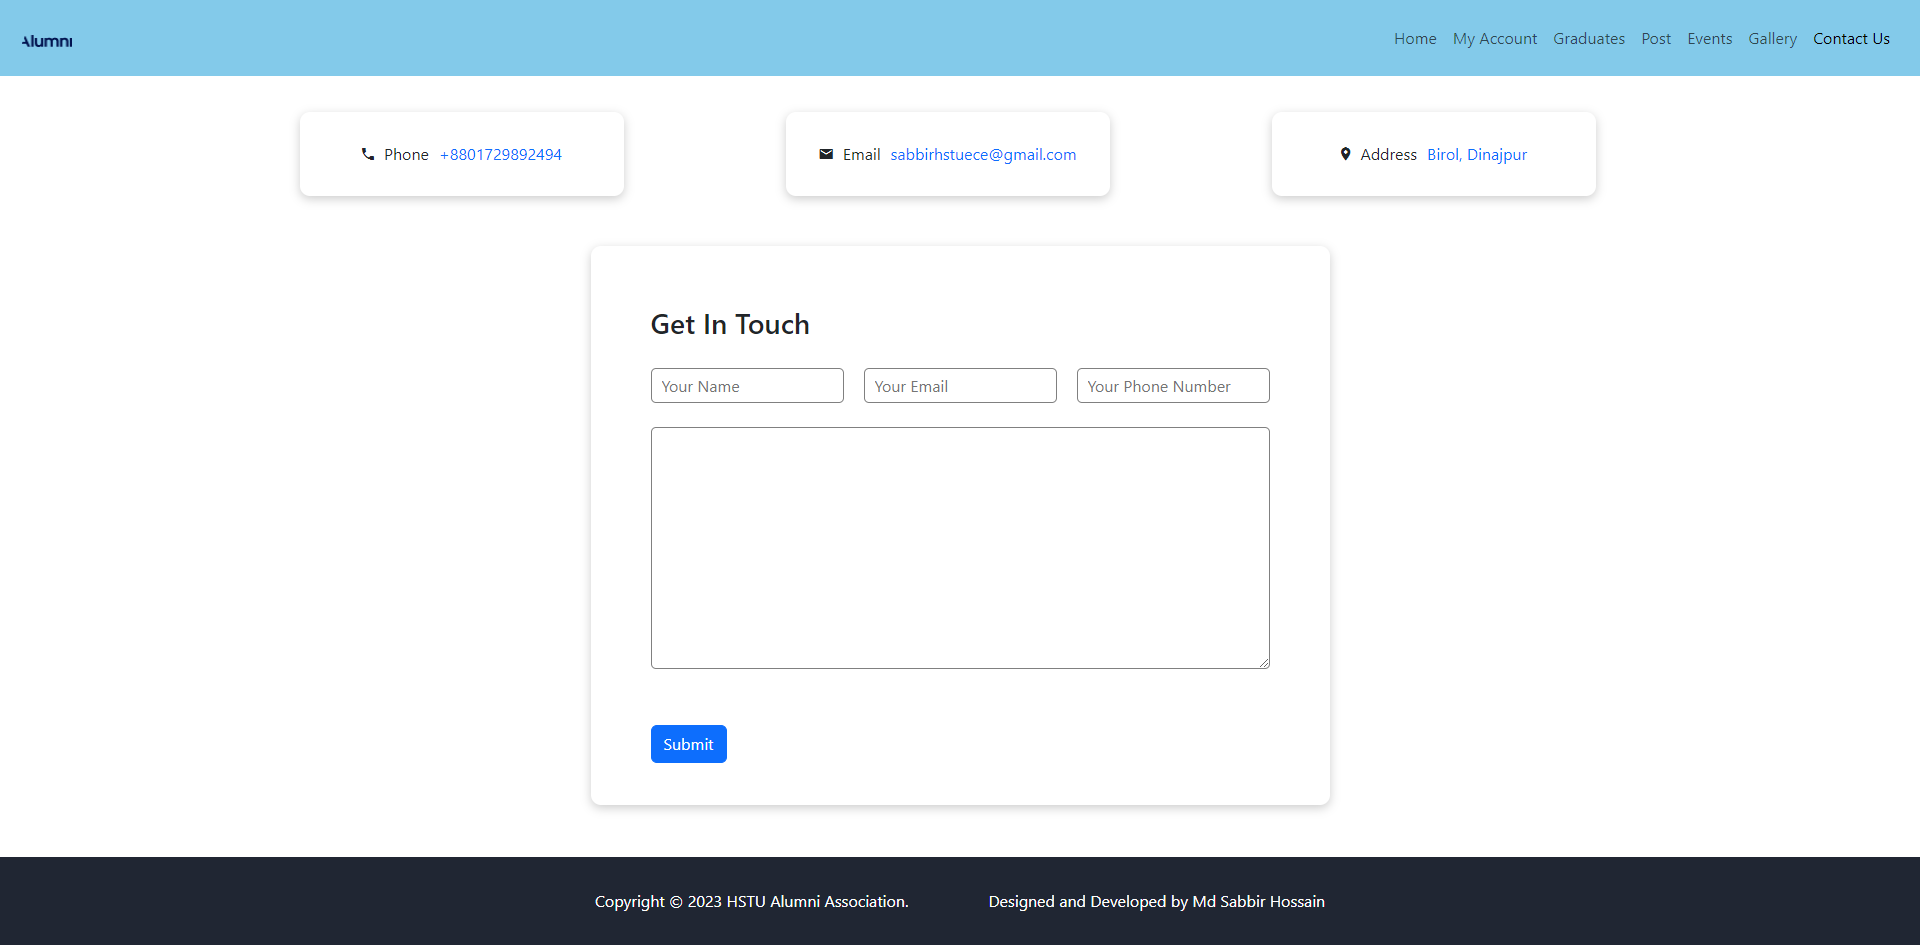 Alumni
Home My Account Graduates Post Events Gallery Contact Us
Phone +8801729892494
Email sabbirhstuece@gmail.com
Address Birol, Dinajpur
Get In Touch
Your Name
Your Email
Your Phone Number
Submit
Copyright © 2023 HSTU Alumni Association.
Designed and Developed by Md Sabbir Hossain